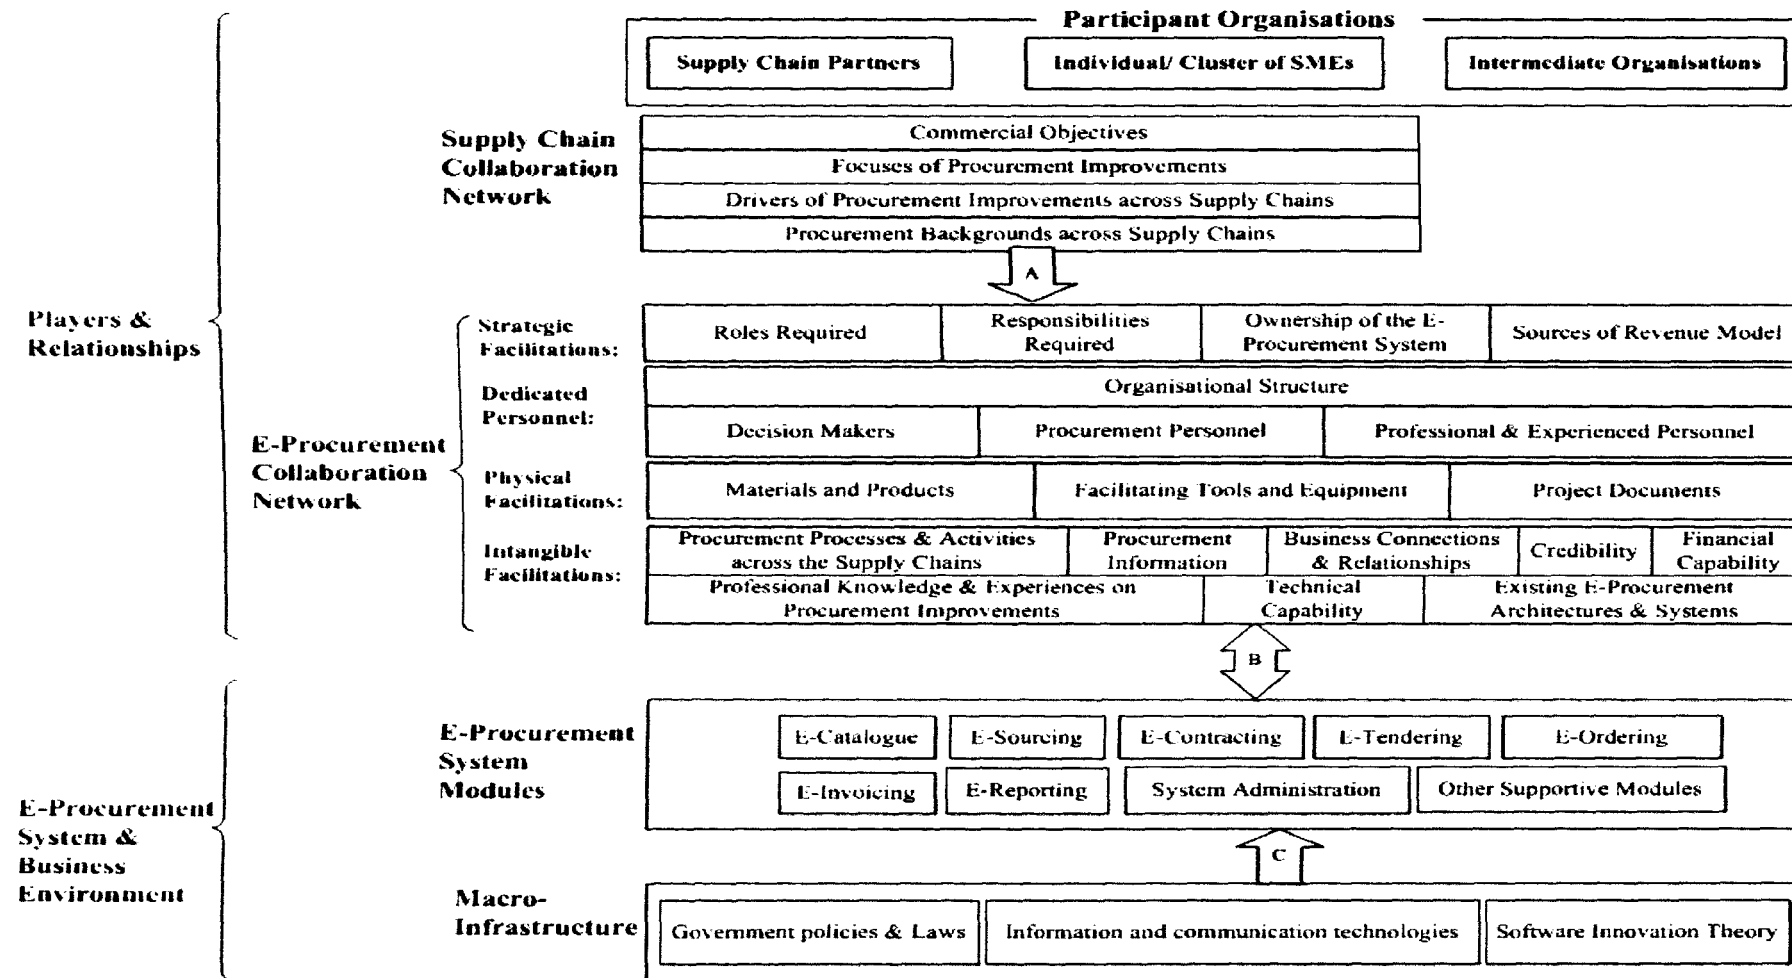 Participant Organisations
Supply Chain Partners
Individual/ Cluster of SMEs
Intermediate Organisations
Supply Chain
Collaboration
Network
Commercial Objectives
Focuses of Procurement Improvements
Drivers of Procurement Improvements across Supply Chains
Procurement Backgrounds across Supply Chains
A
Players &
Relationships
E-Procurement
Collaboration
Network
Strategic
Facilitations:
Roles Required
Responsibilities
Required
Ownership of the E-
Procurement System
Sources of Revenue Model
Dedicated
Personnel:
Organisational Structure
Decision Makers
Procurement Personnel
Professional & Experienced Personnel
Physical
Facilitations:
Materials and Products
Facilitating Tools and Equipment
Project Documents
Intangible
Facilitations:
Procurement Processes & Activities
across the Supply Chains
Procurement
Information
Business Connections
& Relationships
Credibility
Financial
Capability
Professional Knowledge & Experiences on
Procurement Improvements
Technical
Capability
Existing E-Procurement
Architectures & Systems
B
E-Procurement
System &
Business
Environment
E-Procurement
System
Modules
E-Catalogue
E-Sourcing
E-Contracting
E-Tendering
E-Ordering
E-Invoicing
E-Reporting
System Administration
Other Supportive Modules
C
Macro-
Infrastructure
Government policies & Laws
Information and communication technologies
Software Innovation Theory